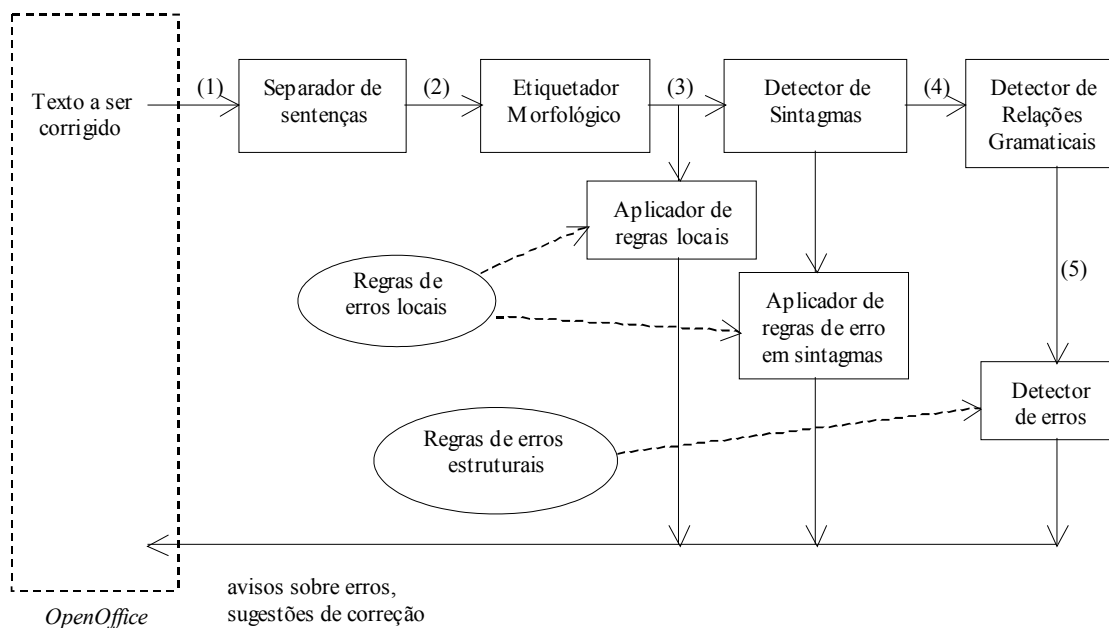 Texto a ser
corrigido
(1)
Separador de
sentenças
(2)
Etiquetador
Morfológico
(3)
Detector de
Sintagmas
(4)
Detector de
Relações
Gramaticais
Aplicador de
regras locais
Regras de
erros locais
Aplicador de
regras de erro
em sintagmas
(5)
Detector
de erros
Regras de erros
estruturais
avisos sobre erros,
sugestões de correção
OpenOffice